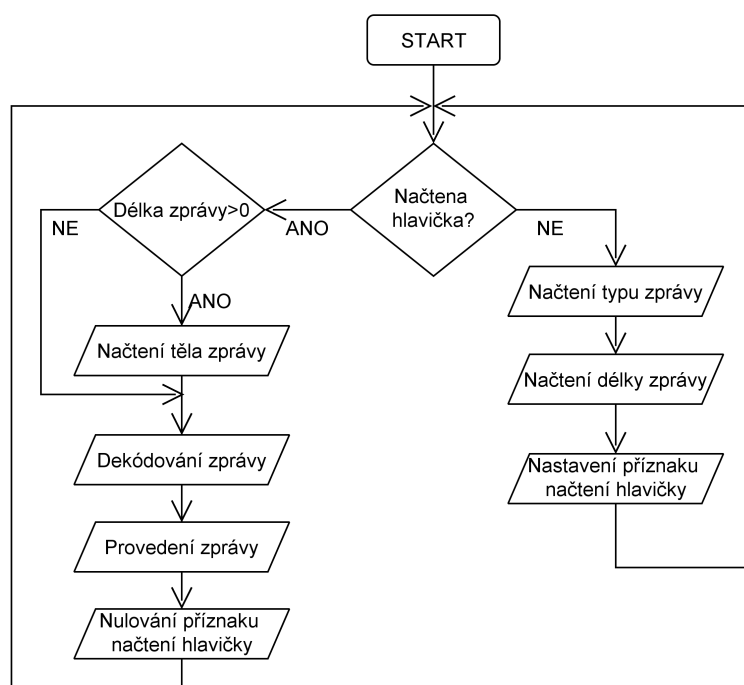 START
Načtena
hlavička?
Délka zprávy>0
NE
ANO
NE
ANO
Načtení typu zprávy
Načtení těla zprávy
Načtení délky zprávy
Dekódování zprávy
Nastavení příznaku
načtení hlavičky
Provedení zprávy
Nulování příznaku
načtení hlavičky